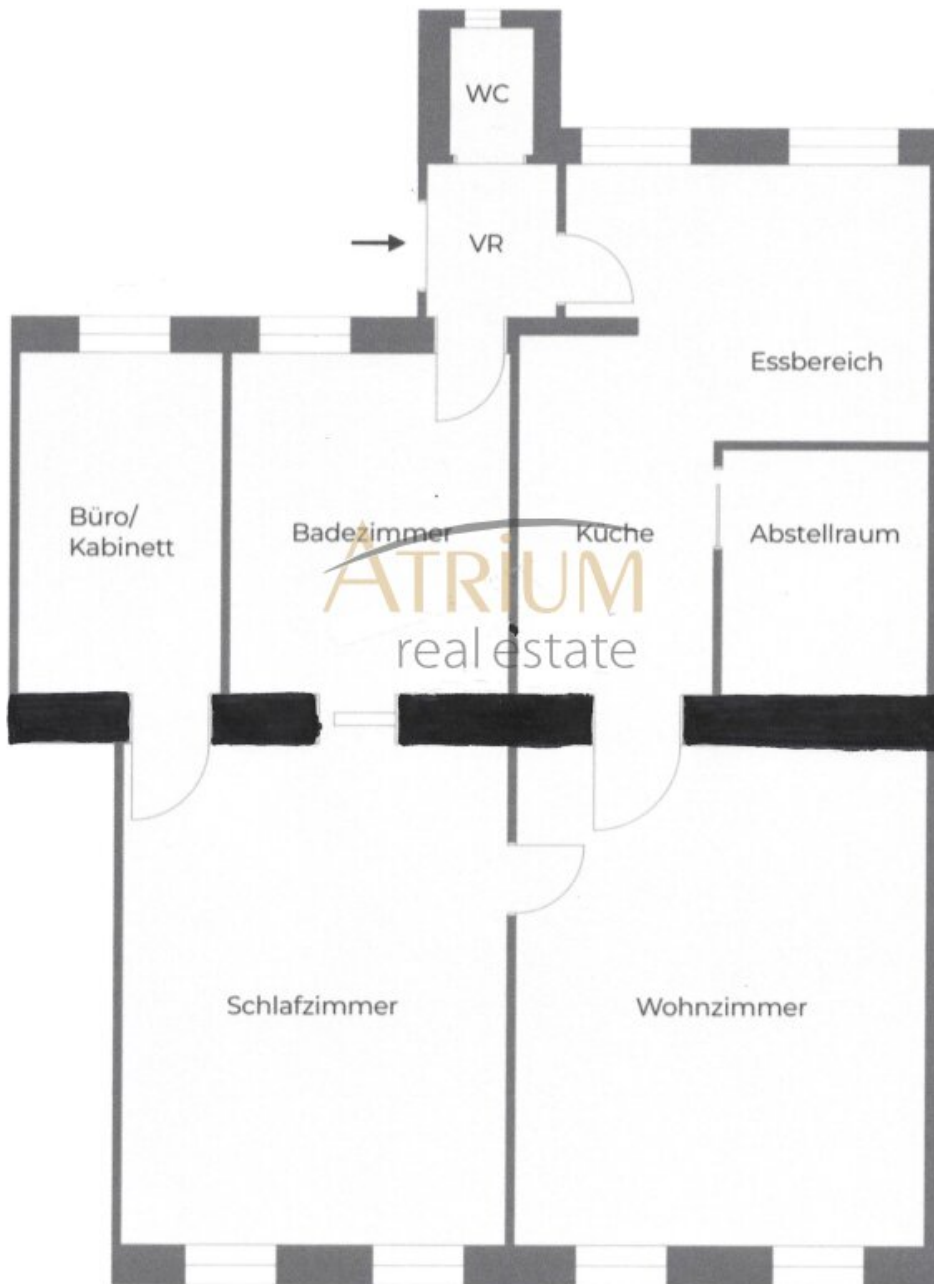 WC
VR
Essbereich
Büro/
Kabinett
Badezimmer
Küche
Abstellraum
ATRIUM
real estate
Schlafzimmer
Wohnzimmer